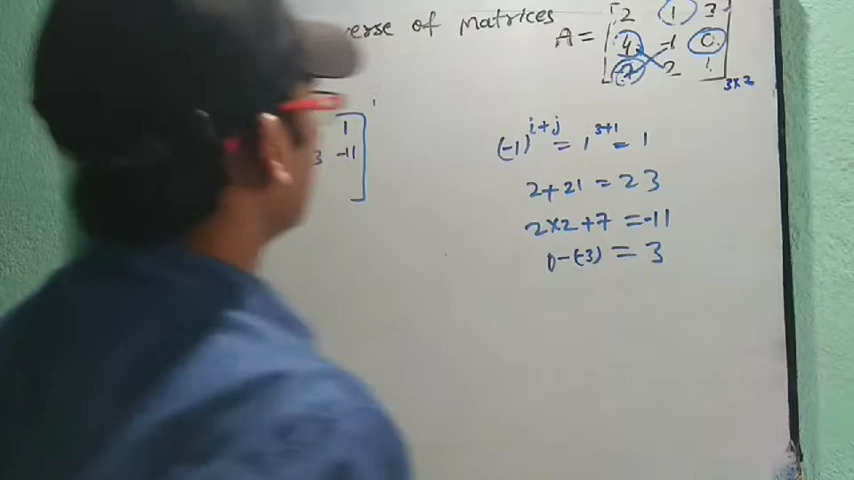 erse of Matrices
A = [ 2 1 3
4 -1 0
-7 2 1 ] 3x3
1
3 -11
(-1)^i+j = 1^3+1 = 1
2+21 = 23
2x2+7 = -11
0-(-3) = 3